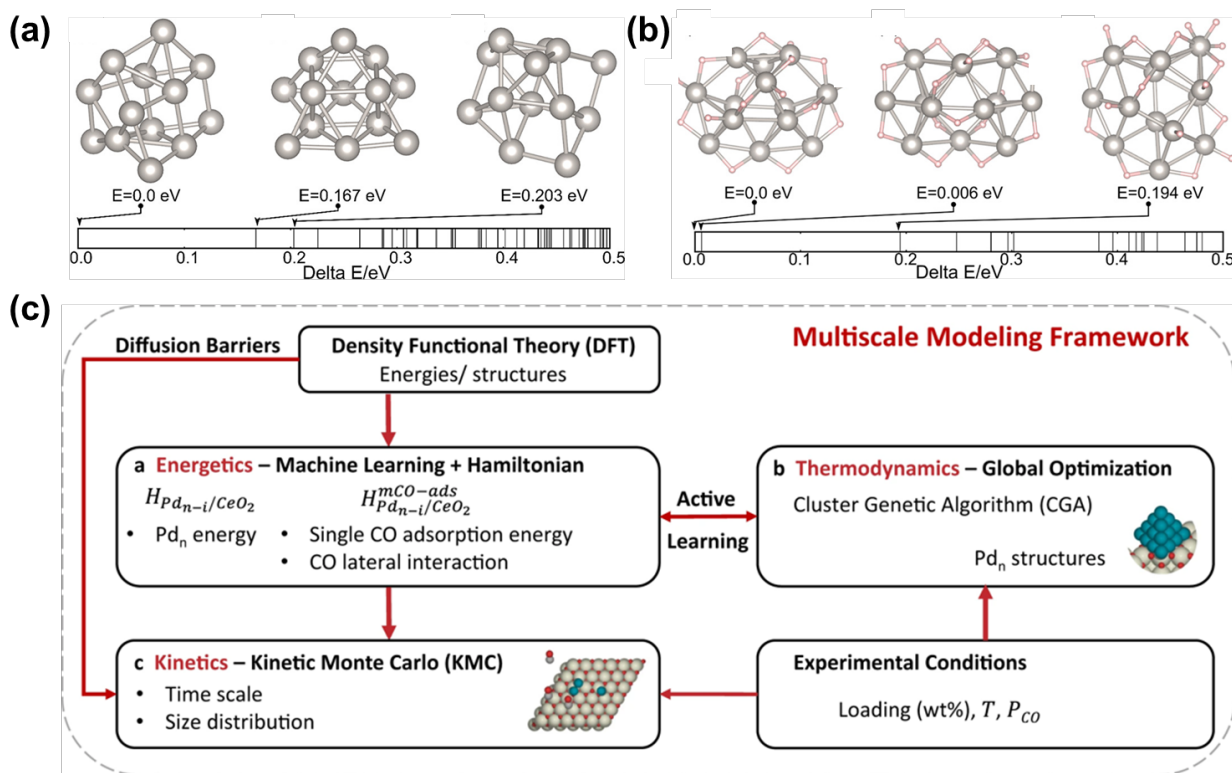 (a)
E=0.0 eV
E=0.167 eV
E=0.203 eV
0.0 0.1 0.2 0.3 0.4 0.5
Delta E/eV
(b)
E=0.0 eV
E=0.006 eV
E=0.194 eV
0.0 0.1 0.2 0.3 0.4 0.5
Delta E/eV
(c)
Multiscale Modeling Framework
Diffusion Barriers
Density Functional Theory (DFT)
Energies/ structures
a Energetics – Machine Learning + Hamiltonian
$H_{Pd_{n-i}/CeO_2}$ $H_{Pd_{n-i}/CeO_2}^{mCO-ads}$
• Pdₙ energy
• Single CO adsorption energy
• CO lateral interaction
Active
Learning
b Thermodynamics – Global Optimization
Cluster Genetic Algorithm (CGA)
Pdₙ structures
c Kinetics – Kinetic Monte Carlo (KMC)
• Time scale
• Size distribution
Experimental Conditions
Loading (wt%), $T$, $P_{CO}$